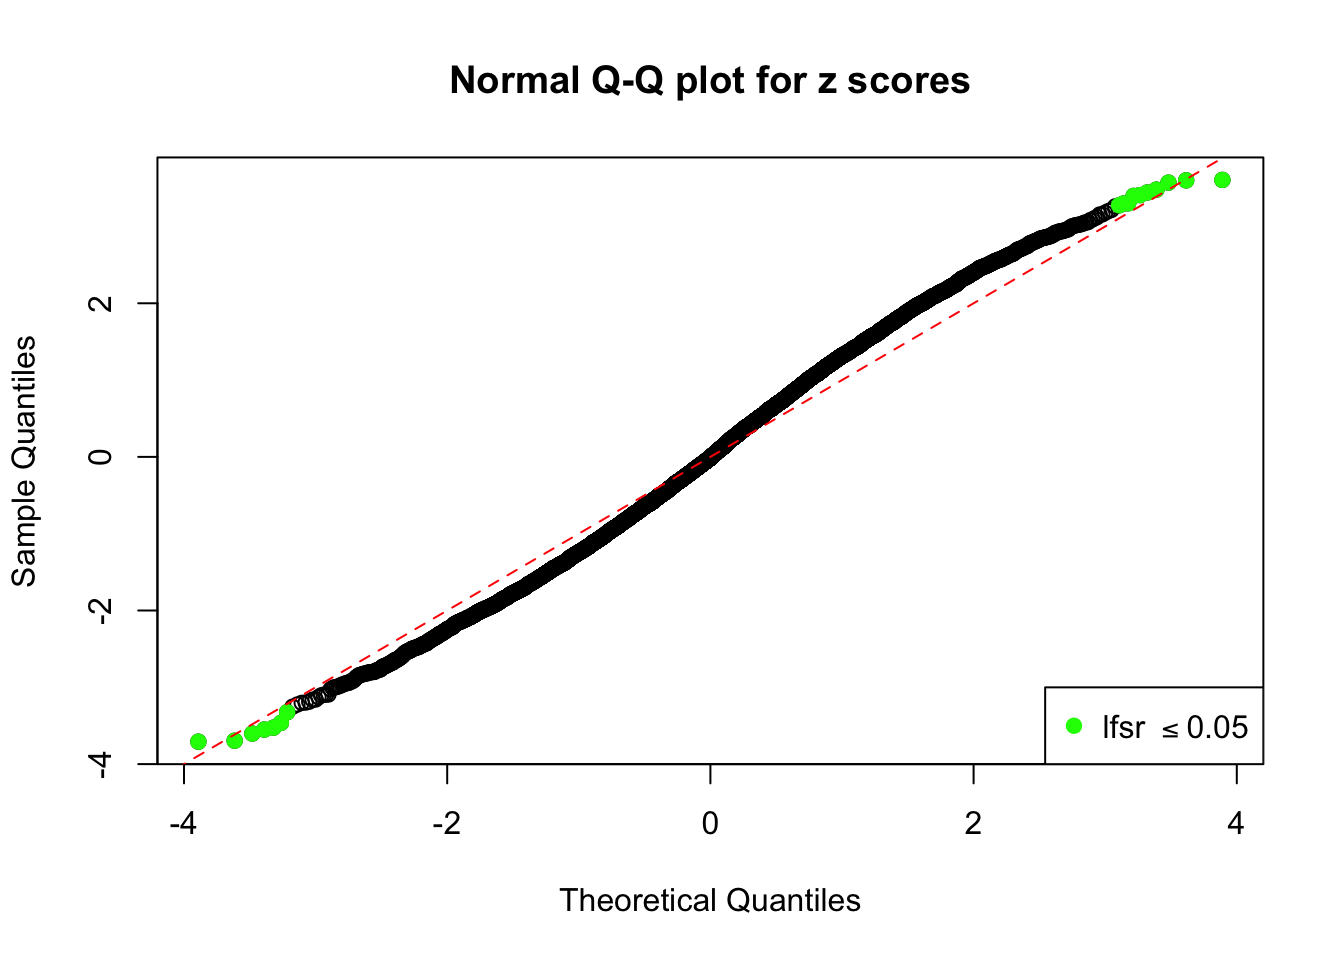 Normal Q-Q plot for z scores
Sample Quantiles
2
0
-2
-4
lfsr ≤ 0.05
-4 -2 0 2 4
Theoretical Quantiles